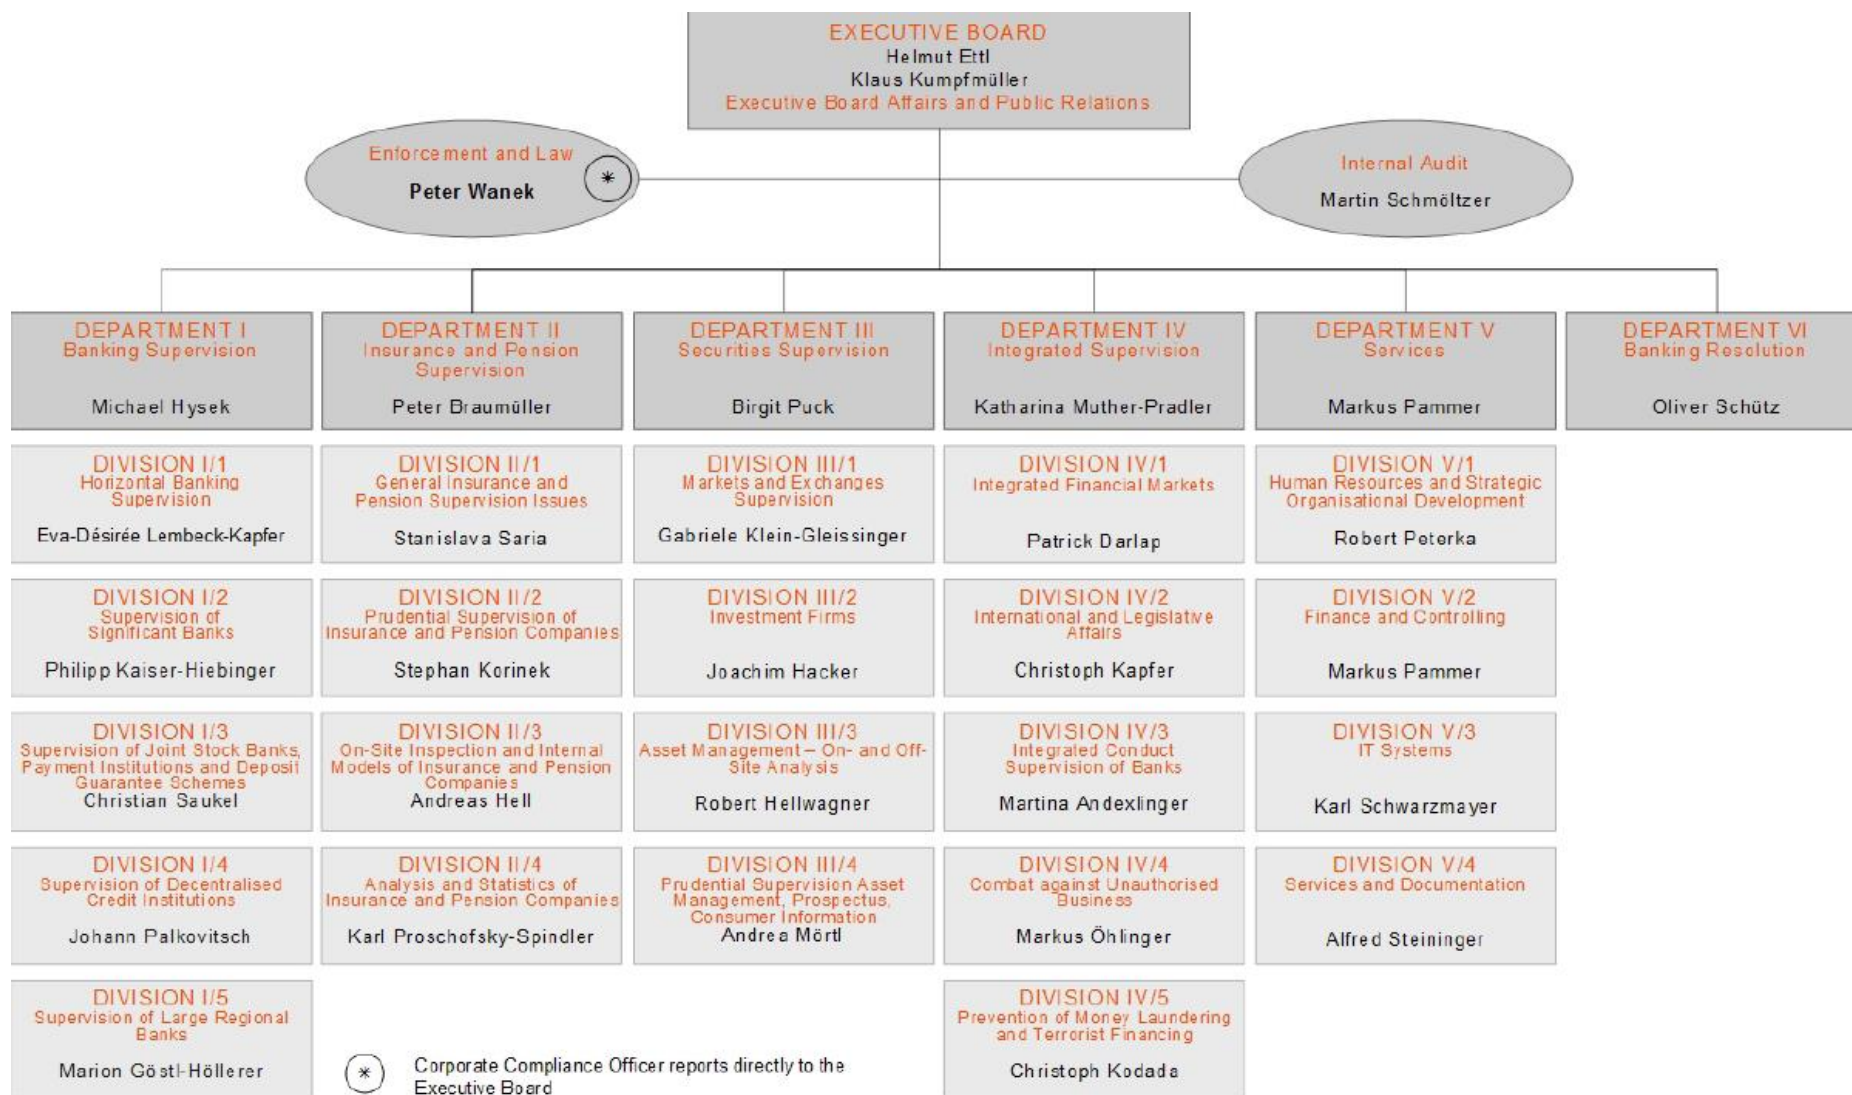 EXECUTIVE BOARD
Helmut Ettl
Klaus Kumpfmüller
Executive Board Affairs and Public Relations
Enforcement and Law
Peter Wanek
*
Internal Audit
Martin Schmöltzer
DEPARTMENT I
Banking Supervision
Michael Hysek
DEPARTMENT II
Insurance and Pension
Supervision
Peter Braumüller
DEPARTMENT III
Securities Supervision
Birgit Puck
DEPARTMENT IV
Integrated Supervision
Katharina Muther-Pradler
DEPARTMENT V
Services
Markus Pammer
DEPARTMENT VI
Banking Resolution
Oliver Schütz
DIVISION I/1
Horizontal Banking
Supervision
Eva-Désirée Lembeck-Kapfer
DIVISION II/1
General Insurance and
Pension Supervision Issues
Stanislava Saria
DIVISION III/1
Markets and Exchanges
Supervision
Gabriele Klein-Gleissinger
DIVISION IV/1
Integrated Financial Markets
Patrick Darlap
DIVISION V/1
Human Resources and Strategic
Organisational Development
Robert Peterka
DIVISION I/2
Supervision of
Significant Banks
Philipp Kaiser-Hiebinger
DIVISION II/2
Prudential Supervision of
Insurance and Pension Companies
Stephan Korinek
DIVISION III/2
Investment Firms
Joachim Hacker
DIVISION IV/2
International and Legislative
Affairs
Christoph Kapfer
DIVISION V/2
Finance and Controlling
Markus Pammer
DIVISION I/3
Supervision of Joint Stock Banks,
Payment Institutions and Deposit
Guarantee Schemes
Christian Saukel
DIVISION II/3
On-Site Inspection and Internal
Models of Insurance and Pension
Companies
Andreas Hell
DIVISION III/3
Asset Management – On- and Off-
Site Analysis
Robert Hellwagner
DIVISION IV/3
Integrated Conduct
Supervision of Banks
Martina Andexlinger
DIVISION V/3
IT Systems
Karl Schwarzmayer
DIVISION I/4
Supervision of Decentralised
Credit Institutions
Johann Palkovitsch
DIVISION II/4
Analysis and Statistics of
Insurance and Pension Companies
Karl Proschofsky-Spindler
DIVISION III/4
Prudential Supervision Asset
Management, Prospectus,
Consumer Information
Andrea Mörtl
DIVISION IV/4
Combat against Unauthorised
Business
Markus Öhlinger
DIVISION V/4
Services and Documentation
Alfred Steininger
DIVISION I/5
Supervision of Large Regional
Banks
Marion Göstl-Höllerer
DIVISION IV/5
Prevention of Money Laundering
and Terrorist Financing
Christoph Kodada
* Corporate Compliance Officer reports directly to the
Executive Board